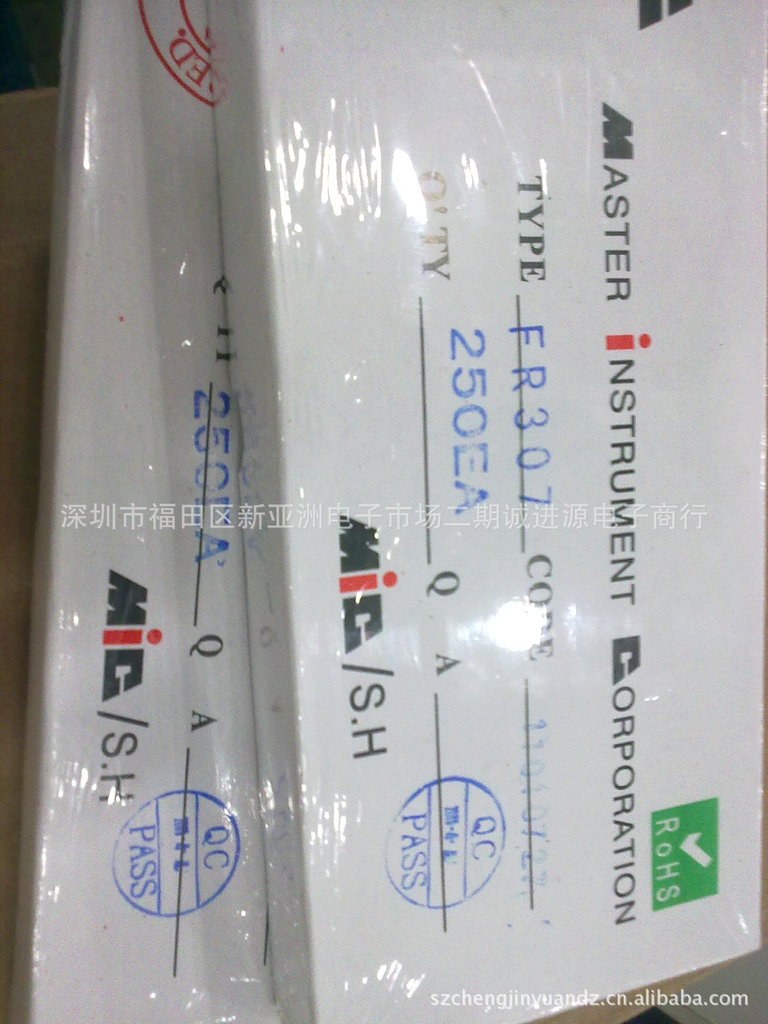 MASTER INSTRUMENT CORPORATION
RoHS
TYPE FR307 CODE
Q'TY 250EA Q A
QC
PASS
MIC/S.H
ED.
250EA Q A
QC
PASS
MIC/S.H
深圳市福田区新亚洲电子市场二期诚进源电子商行
szchengjinyuandz.cn.alibaba.com